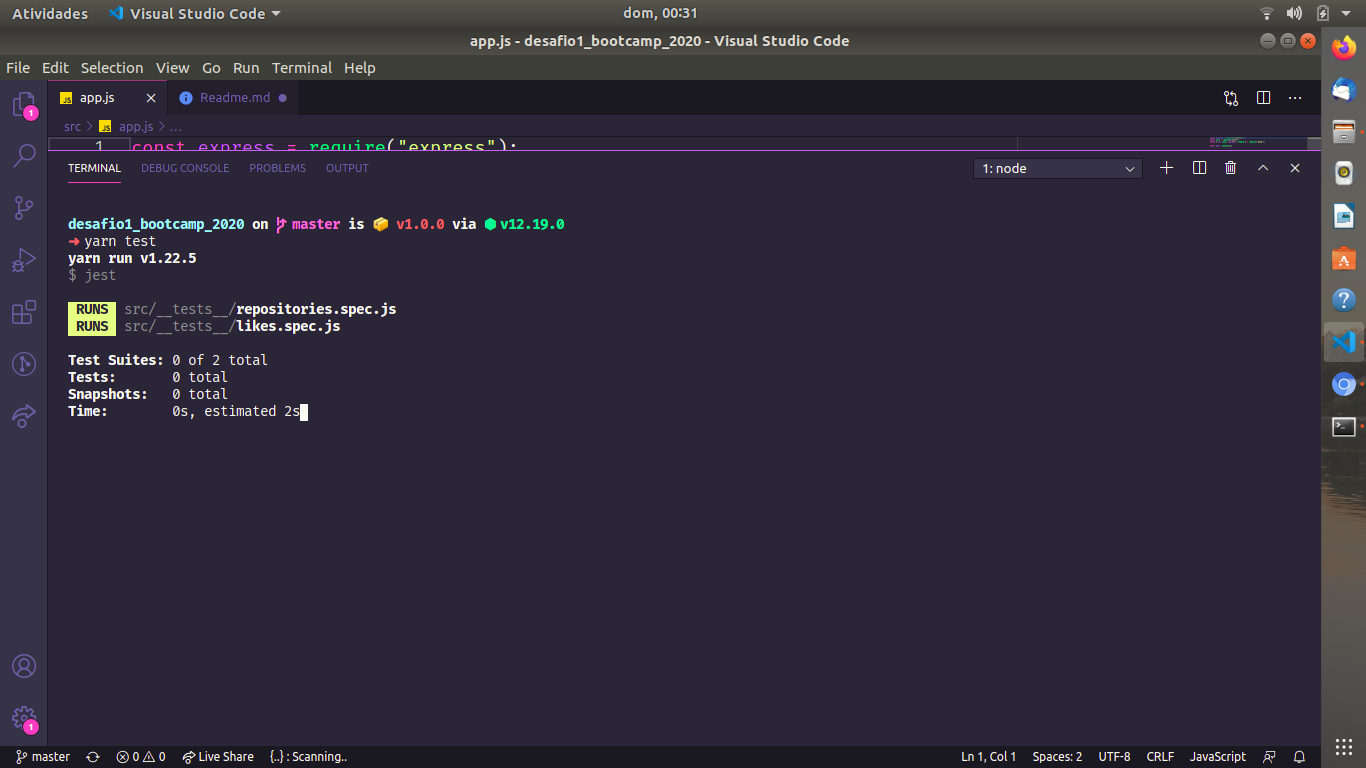 Atividades Visual Studio Code dom, 00:31
app.js - desafio1_bootcamp_2020 - Visual Studio Code
File Edit Selection View Go Run Terminal Help
1 JS app.js Readme.md
src JS app.js ...
1 const express = require("express");
TERMINAL DEBUG CONSOLE PROBLEMS OUTPUT 1: node
desafio1_bootcamp_2020 on master is v1.0.0 via v12.19.0
➜ yarn test
yarn run v1.22.5
$ jest
RUNS src/__tests__/repositories.spec.js
RUNS src/__tests__/likes.spec.js
Test Suites: 0 of 2 total
Tests: 0 total
Snapshots: 0 total
Time: 0s, estimated 2s
1
master 0 0 Live Share {..} : Scanning.. Ln 1, Col 1 Spaces: 2 UTF-8 CRLF JavaScript